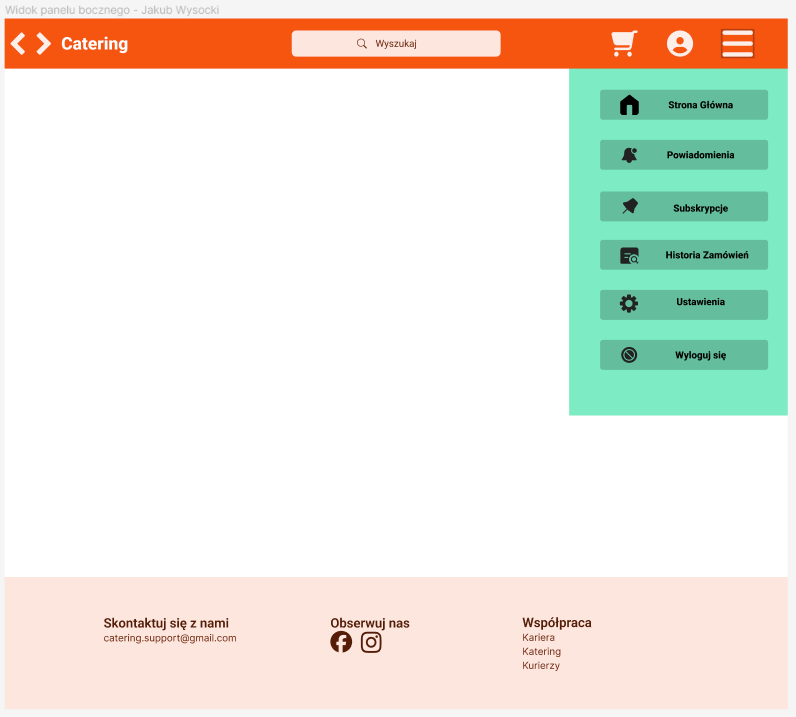 Widok panelu bocznego - Jakub Wysocki
Catering
Wyszukaj
Strona Główna
Powiadomienia
Subskrypcje
Historia Zamówień
Ustawienia
Wyloguj się
Skontaktuj się z nami
catering.support@gmail.com
Obserwuj nas
Współpraca
Kariera
Katering
Kurierzy